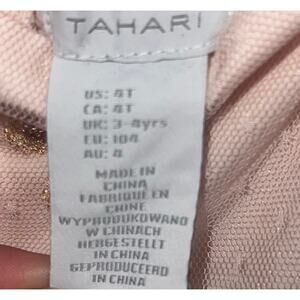 TAHARI
US: 4T
CA: 4T
UK: 3-4yrs
EU: 104
AU: 4
MADE IN
CHINA
FABRIQUE EN
CHINE
WYPRODUKOWANO
W CHINACH
HERGESTELLT
IN CHINA
GEPRODUCEERD
IN CHINA